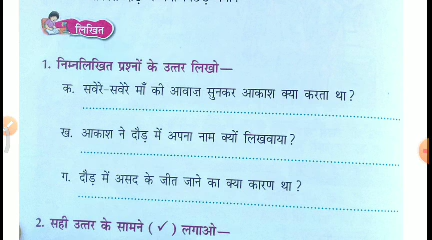 लिखित
1. निम्नलिखित प्रश्नों के उत्तर लिखो—
क. सवेरे-सवेरे माँ की आवाज़ सुनकर आकाश क्या करता था?
ख. आकाश ने दौड़ में अपना नाम क्यों लिखवाया?
ग. दौड़ में असद के जीत जाने का क्या कारण था?
2. सही उत्तर के सामने (✓) लगाओ—